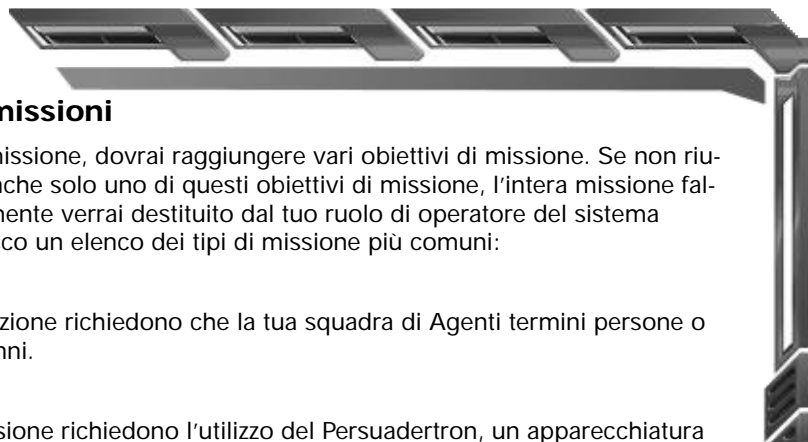 missioni
missione, dovrai raggiungere vari obiettivi di missione. Se non riu-
nche solo uno di questi obiettivi di missione, l'intera missione fal-
mente verrai destituito dal tuo ruolo di operatore del sistema
cco un elenco dei tipi di missione più comuni:
zione richiedono che la tua squadra di Agenti termini persone o
nni.
sione richiedono l'utilizzo del Persuadertron, un apparecchiatura